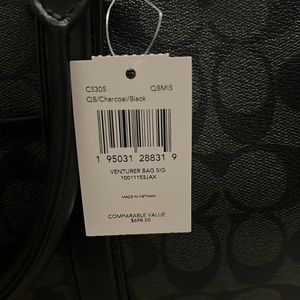 C5305 QBMI5
QB/Charcoal/Black
1 95031 28831 9
VENTURER BAG SIG
10011153JAX
MADE IN VIETNAM
COMPARABLE VALUE
$698.00